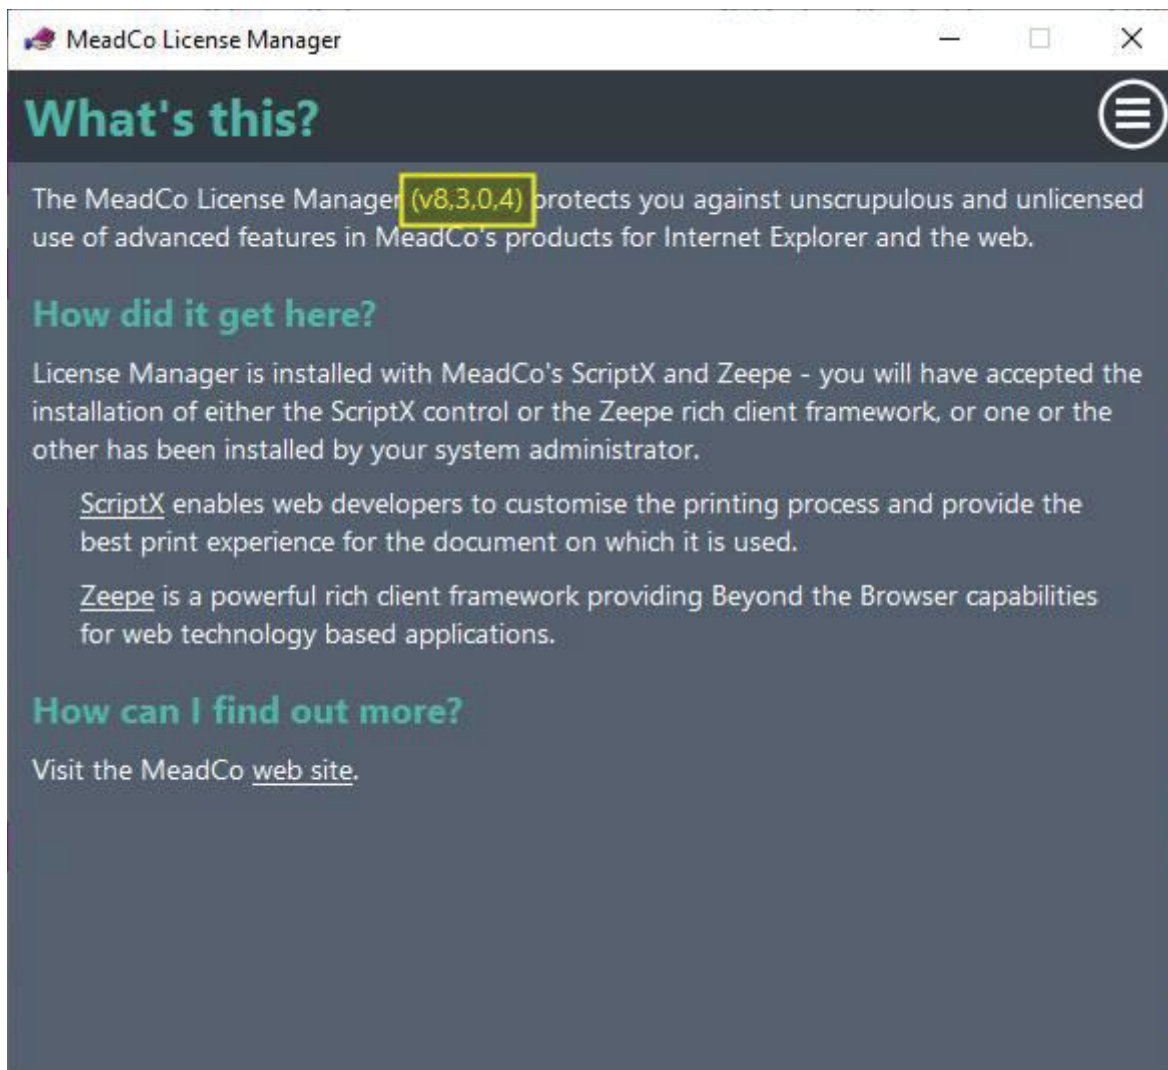 MeadCo License Manager
What's this?
The MeadCo License Manager (v8,3,0,4) protects you against unscrupulous and unlicensed
use of advanced features in MeadCo's products for Internet Explorer and the web.
How did it get here?
License Manager is installed with MeadCo's ScriptX and Zeepe - you will have accepted the
installation of either the ScriptX control or the Zeepe rich client framework, or one or the
other has been installed by your system administrator.
ScriptX enables web developers to customise the printing process and provide the
best print experience for the document on which it is used.
Zeepe is a powerful rich client framework providing Beyond the Browser capabilities
for web technology based applications.
How can I find out more?
Visit the MeadCo web site.